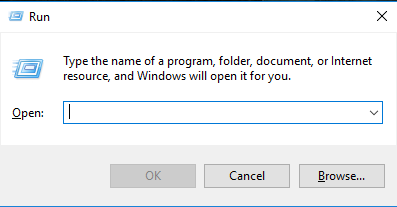 Run
Type the name of a program, folder, document, or Internet
resource, and Windows will open it for you.
Open:
OK Cancel Browse...